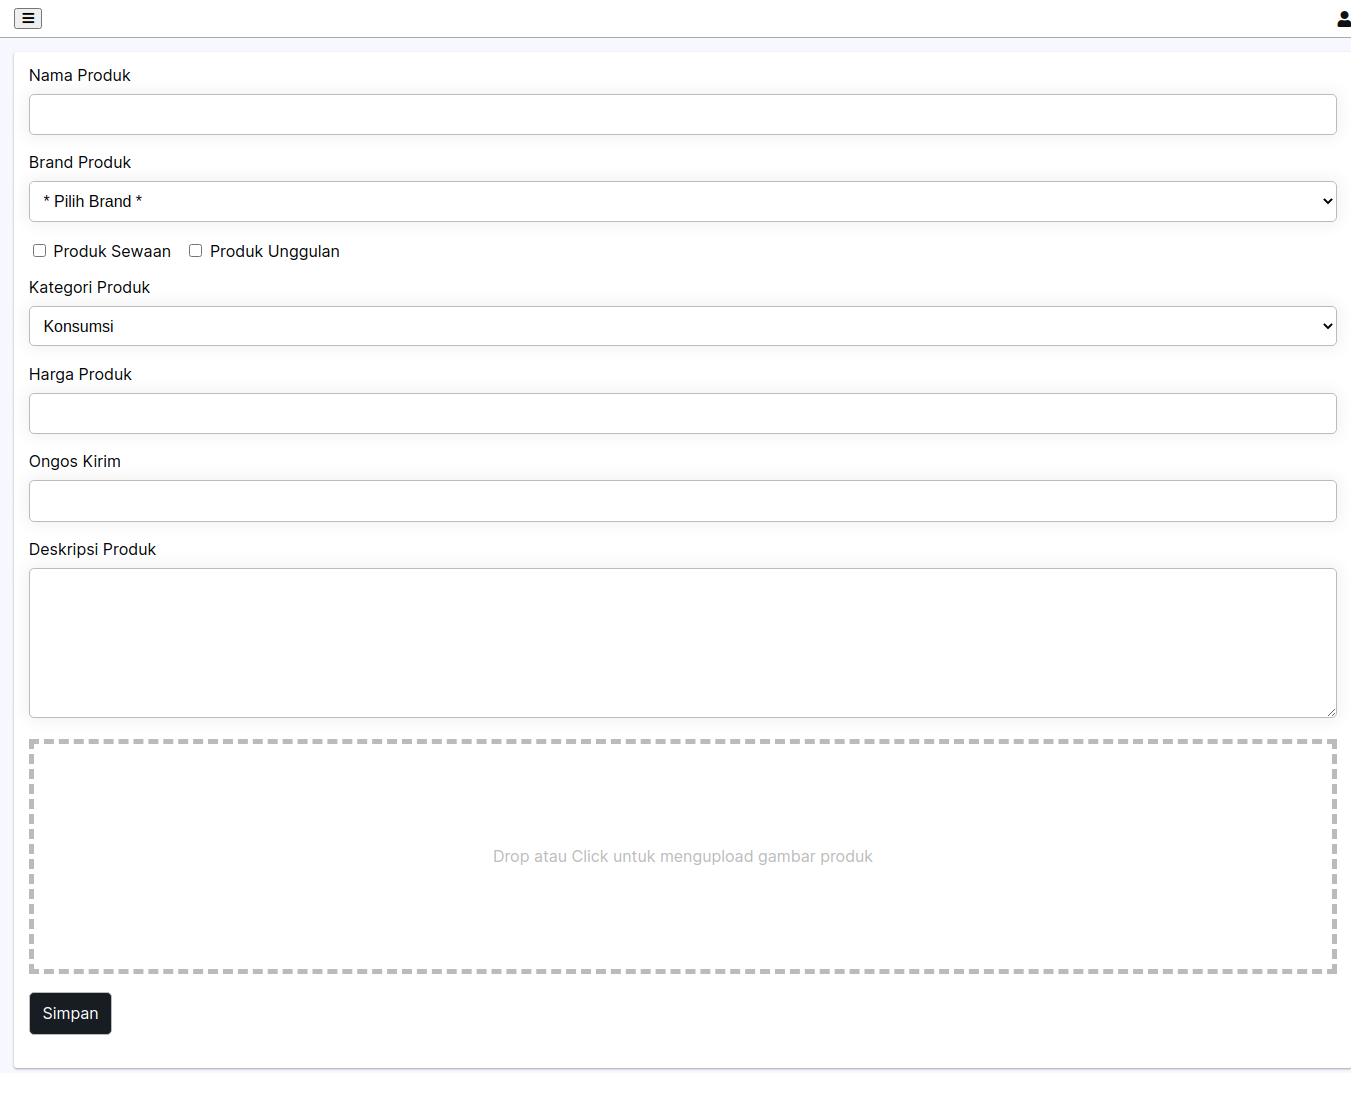 Nama Produk
Brand Produk
* Pilih Brand *
Produk Sewaan Produk Unggulan
Kategori Produk
Konsumsi
Harga Produk
Ongos Kirim
Deskripsi Produk
Drop atau Click untuk mengupload gambar produk
Simpan